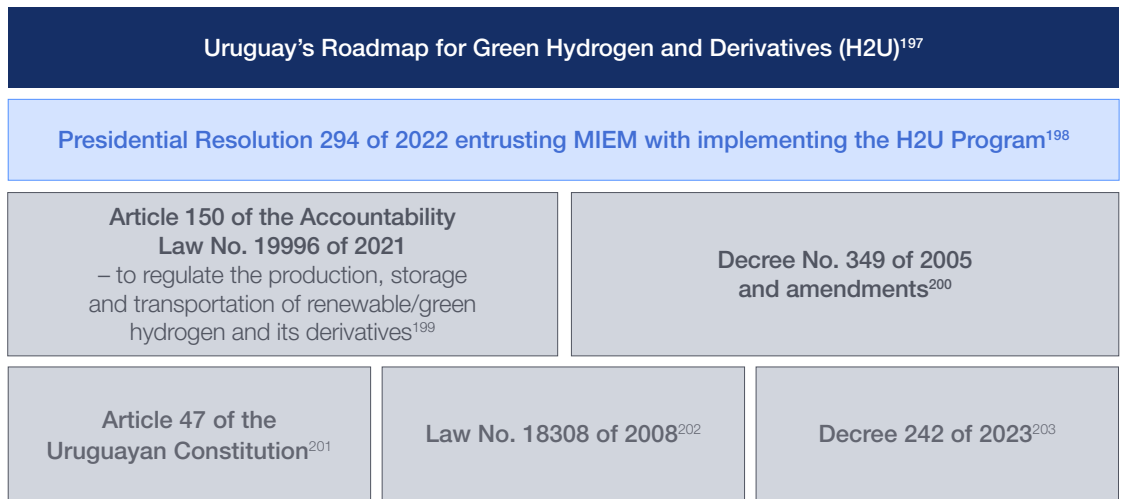 Uruguay’s Roadmap for Green Hydrogen and Derivatives (H2U)197
Presidential Resolution 294 of 2022 entrusting MIEM with implementing the H2U Program198
Article 150 of the Accountability
Law No. 19996 of 2021
– to regulate the production, storage
and transportation of renewable/green
hydrogen and its derivatives199
Decree No. 349 of 2005
and amendments200
Article 47 of the
Uruguayan Constitution201
Law No. 18308 of 2008202
Decree 242 of 2023203